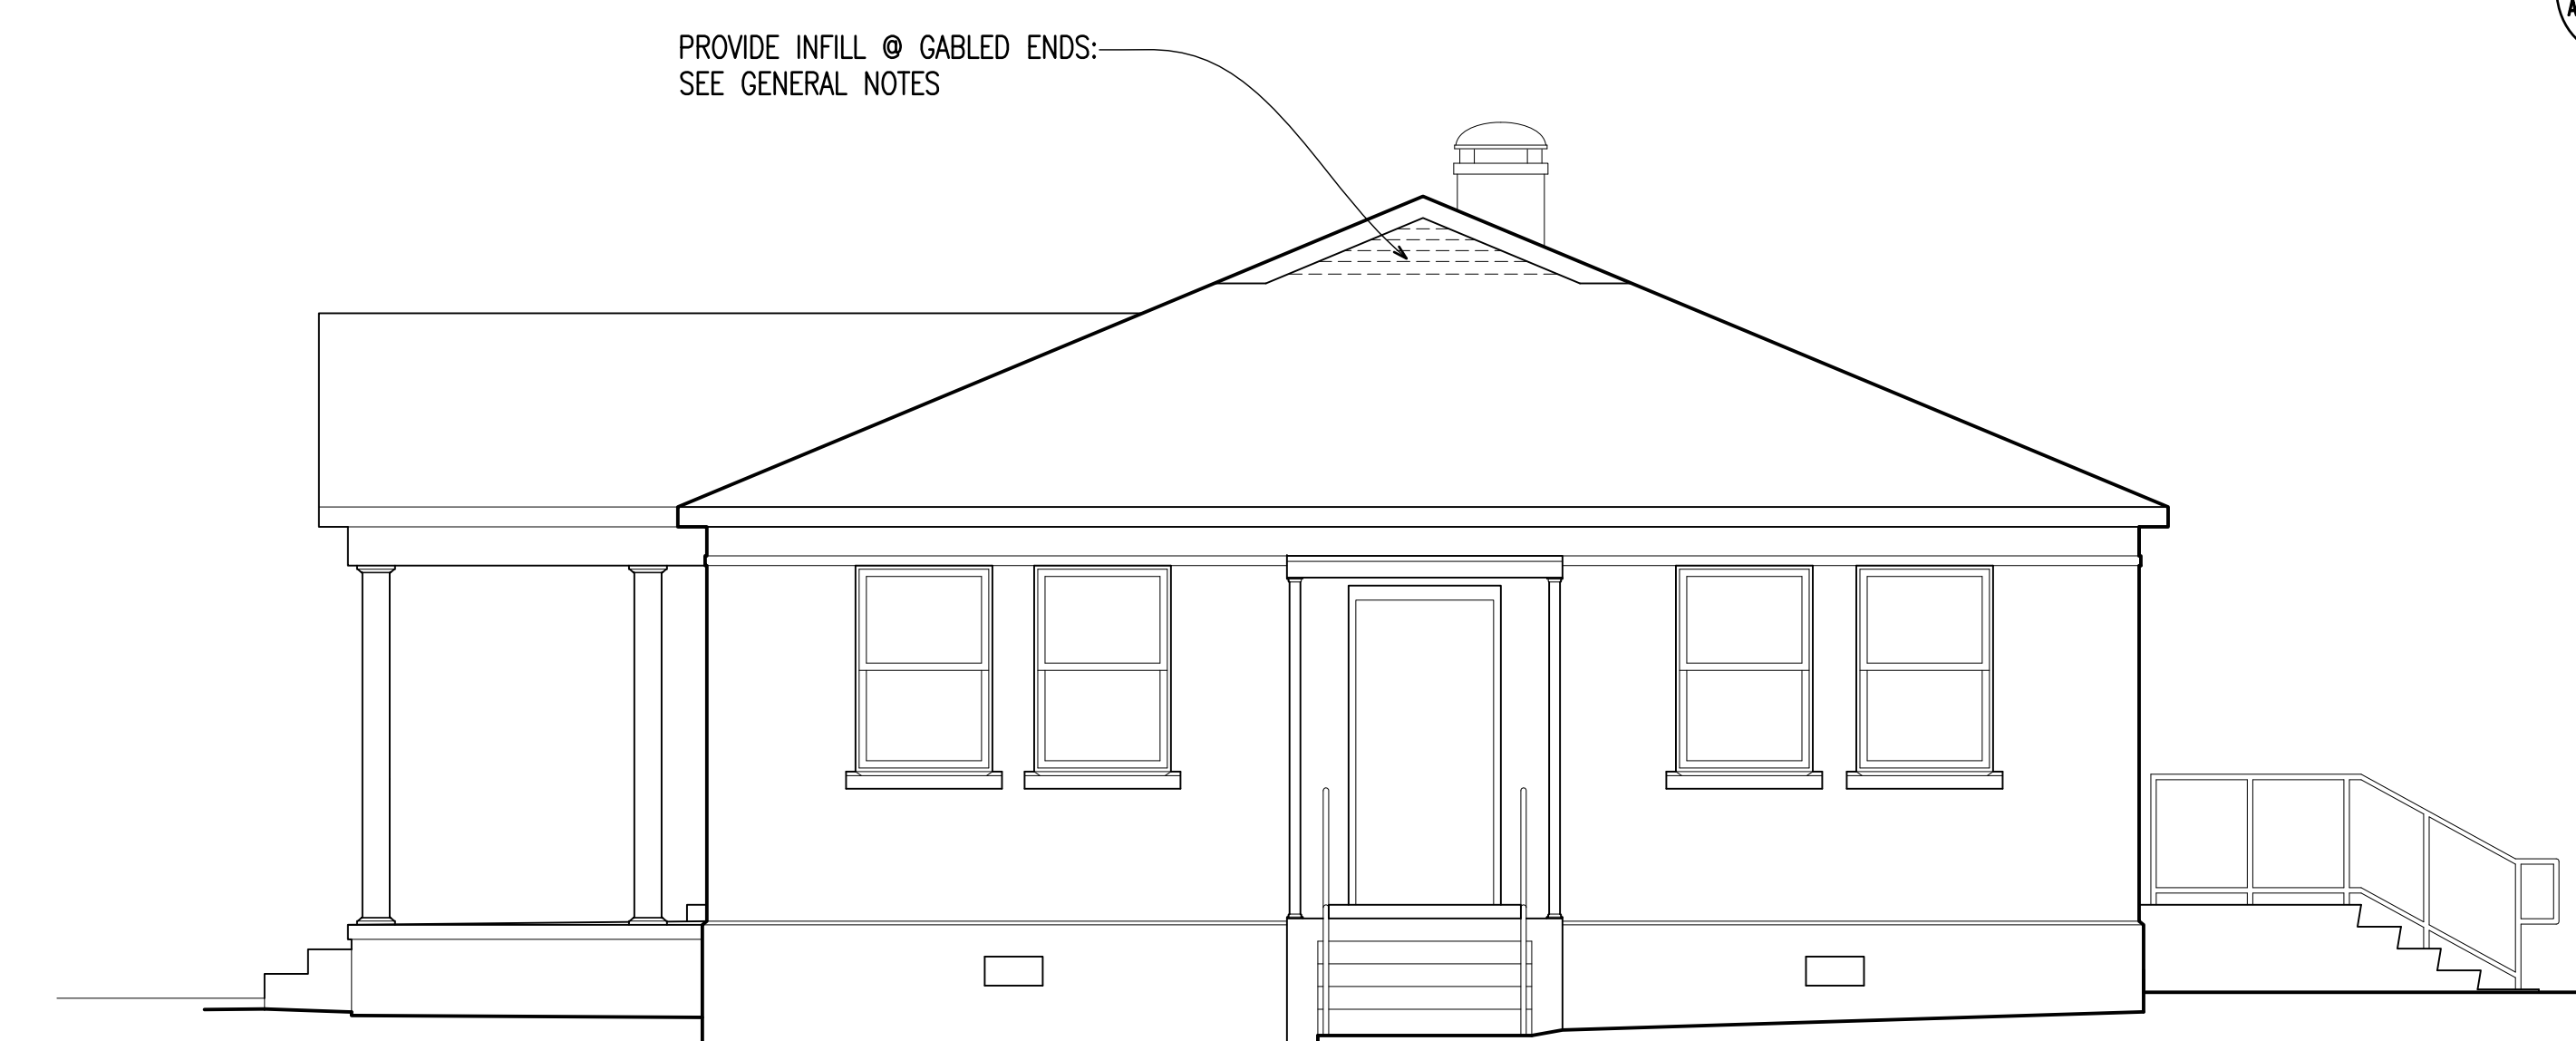 PROVIDE INFILL @ GABLED ENDS:
SEE GENERAL NOTES